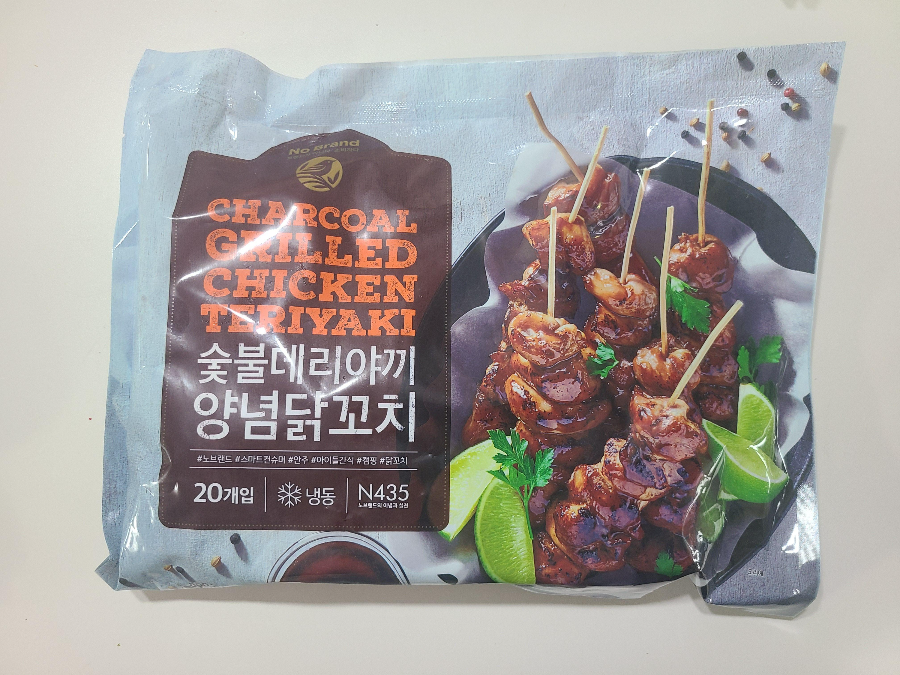 No Brand
CHARCOAL
GRILLED
CHICKEN
TERIYAKI
숯불데리야끼
양념닭꼬치
#노브랜드 #스마트컨슈머 #안주 #아이들간식 #캠핑 #닭꼬치
20개입
냉동
N435